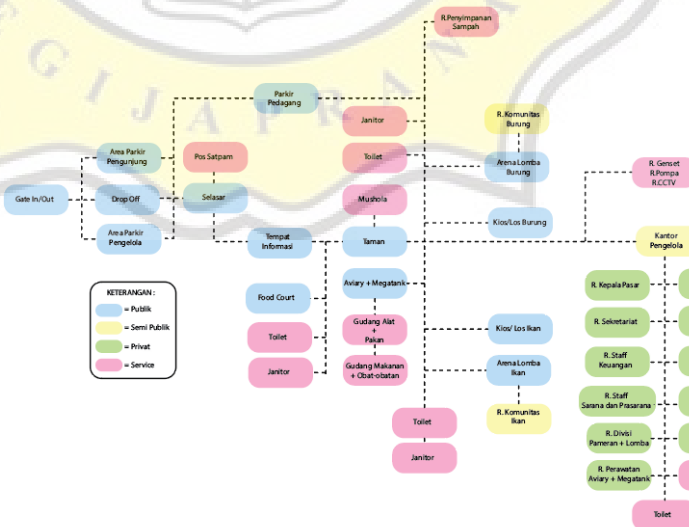 GIJAPRANA
R.Penyimpanan
Sampah
Parkir
Pedagang
Janitor
R. Komunitas
Burung
Area Parkir
Pengunjung
Pos Satpam
Toilet
Arena Lomba
Burung
R. Genset
R.Pompa
R.CCTV
Gate In/Out
Drop Off
Selasar
Mushola
Kios/Los Burung
Area Parkir
Pengelola
Tempat
Informasi
Taman
Kantor
Pengelola
KETERANGAN :
= Publik
= Semi Publik
= Privat
= Service
Food Court
Aviary + Megatank
R. Kepala Pasar
Toilet
Gudang Alat
+
Pakan
Kios/ Los Ikan
R. Sekretariat
Janitor
Gudang Makanan
+ Obat-obatan
Arena Lomba
Ikan
R. Staff
Keuangan
R. Komunitas
Ikan
R. Staff
Sarana dan Prasarana
Toilet
R. Divisi
Pameran + Lomba
Janitor
R. Perawatan
Aviary + Megatank
Toilet